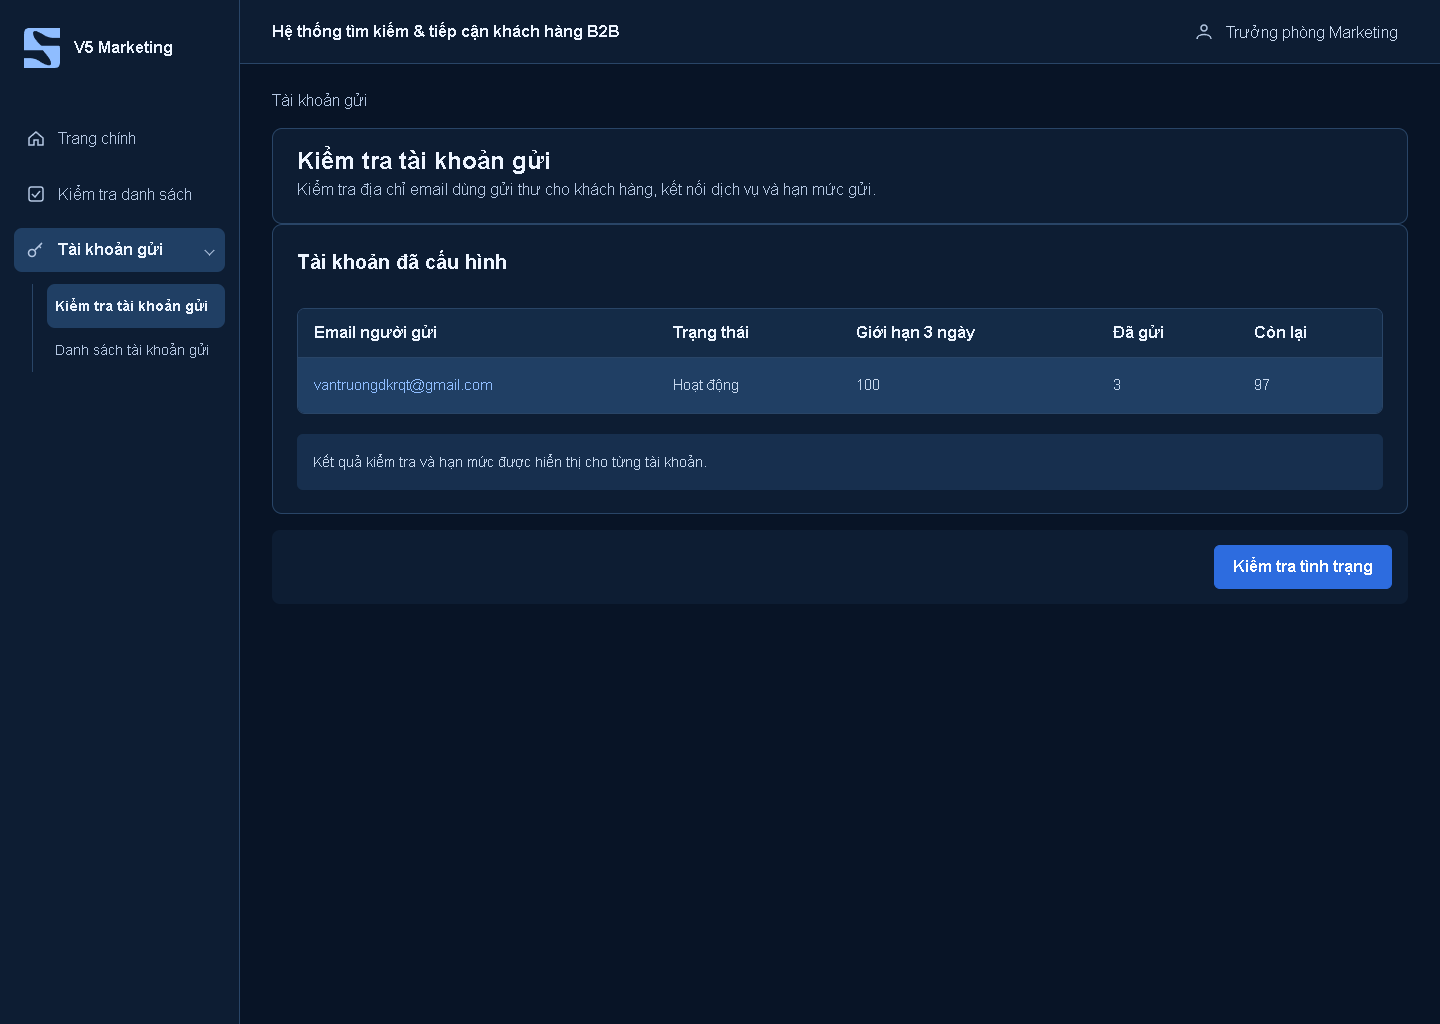 V5 Marketing
Hệ thống tìm kiếm & tiếp cận khách hàng B2B
Trưởng phòng Marketing
Trang chính
Kiểm tra danh sách
Tài khoản gửi
Kiểm tra tài khoản gửi
Danh sách tài khoản gửi
Tài khoản gửi
Kiểm tra tài khoản gửi
Kiểm tra địa chỉ email dùng gửi thư cho khách hàng, kết nối dịch vụ và hạn mức gửi.
Tài khoản đã cấu hình
Email người gửi Trạng thái Giới hạn 3 ngày Đã gửi Còn lại
vantruongdkrqt@gmail.com Hoạt động 100 3 97
Kết quả kiểm tra và hạn mức được hiển thị cho từng tài khoản.
Kiểm tra tình trạng